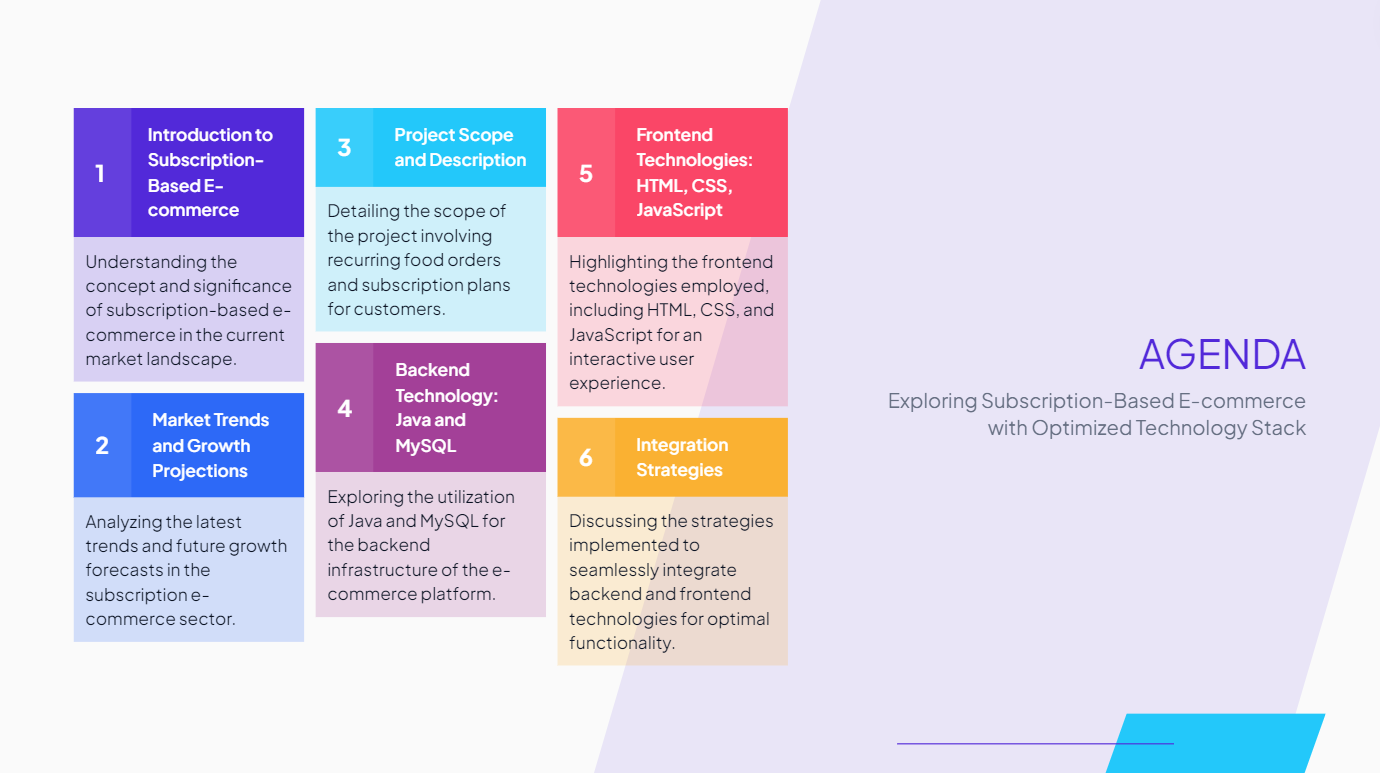 1
Introduction to
Subscription-
Based E-
commerce
Understanding the
concept and significance
of subscription-based e-
commerce in the current
market landscape.
2
Market Trends
and Growth
Projections
Analyzing the latest
trends and future growth
forecasts in the
subscription e-
commerce sector.
3
Project Scope
and Description
Detailing the scope of
the project involving
recurring food orders
and subscription plans
for customers.
4
Backend
Technology:
Java and
MySQL
Exploring the utilization
of Java and MySQL for
the backend
infrastructure of the e-
commerce platform.
5
Frontend
Technologies:
HTML, CSS,
JavaScript
Highlighting the frontend
technologies employed,
including HTML, CSS, and
JavaScript for an
interactive user
experience.
6
Integration
Strategies
Discussing the strategies
implemented to
seamlessly integrate
backend and frontend
technologies for optimal
functionality.
AGENDA
Exploring Subscription-Based E-commerce
with Optimized Technology Stack